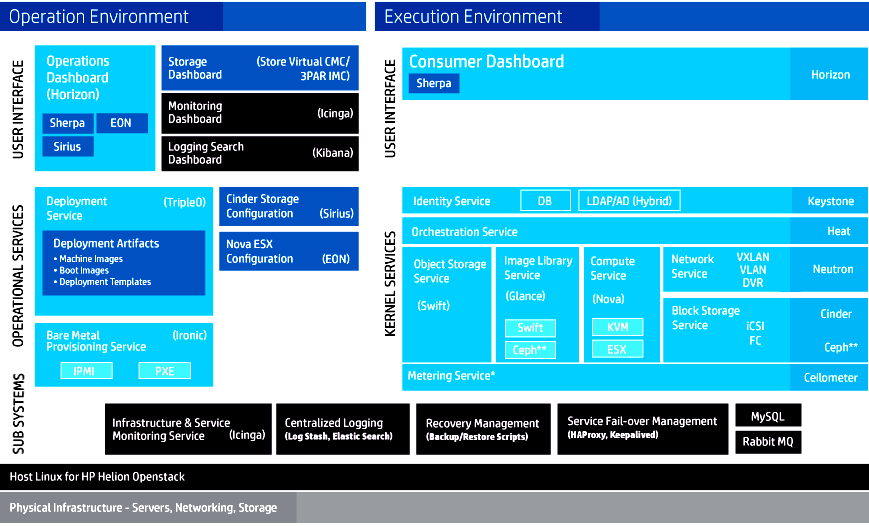 Operation Environment
Execution Environment
USER INTERFACE
Operations
Dashboard
(Horizon)
Sherpa
EON
Sirius
Storage
Dashboard
(Store Virtual CMC/
3PAR IMC)
Monitoring
Dashboard
(Icinga)
Logging Search
Dashboard
(Kibana)
USER INTERFACE
Consumer Dashboard
Sherpa
Horizon
OPERATIONAL SERVICES
Deployment
Service
(TripleO)
Deployment Artifacts
• Machine Images
• Boot Images
• Deployment Templates
Cinder Storage
Configuration
(Sirius)
Nova ESX
Configuration
(EON)
Bare Metal
Provisioning Service
(Ironic)
IPMI
PXE
KERNEL SERVICES
Identity Service
DB
LDAP/AD (Hybrid)
Keystone
Orchestration Service
Heat
Object Storage
Service
(Swift)
Image Library
Service
(Glance)
Swift
Ceph**
Compute
Service
(Nova)
KVM
ESX
Network
Service
VXLAN
VLAN
DVR
Neutron
Block Storage
Service
iCSI
FC
Cinder
Ceph**
Metering Service*
Ceilometer
SUB SYSTEMS
Infrastructure & Service
Monitoring Service
(Icinga)
Centralized Logging
(Log Stash, Elastic Search)
Recovery Management
(Backup/Restore Scripts)
Service Fail-over Management
(HAProxy, Keepalived)
MySQL
Rabbit MQ
Host Linux for HP Helion Openstack
Physical Infrastructure - Servers, Networking, Storage